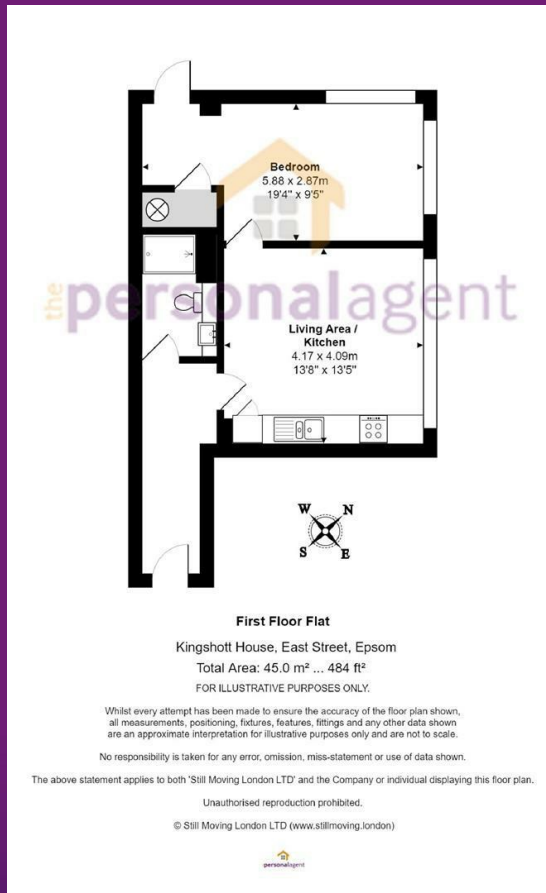 Bedroom
5.88 x 2.87m
19'4" x 9'5"
the personalagent
Living Area /
Kitchen
4.17 x 4.09m
13'8" x 13'5"
W N
S E
First Floor Flat
Kingshott House, East Street, Epsom
Total Area: 45.0 m² ... 484 ft²
FOR ILLUSTRATIVE PURPOSES ONLY.
Whilst every attempt has been made to ensure the accuracy of the floor plan shown,
all measurements, positioning, fixtures, features, fittings and any other data shown
are an approximate interpretation for illustrative purposes only and are not to scale.
No responsibility is taken for any error, omission, miss-statement or use of data shown.
The above statement applies to both 'Still Moving London LTD' and the Company or individual displaying this floor plan.
Unauthorised reproduction prohibited.
© Still Moving London LTD (www.stillmoving.london)
personalagent